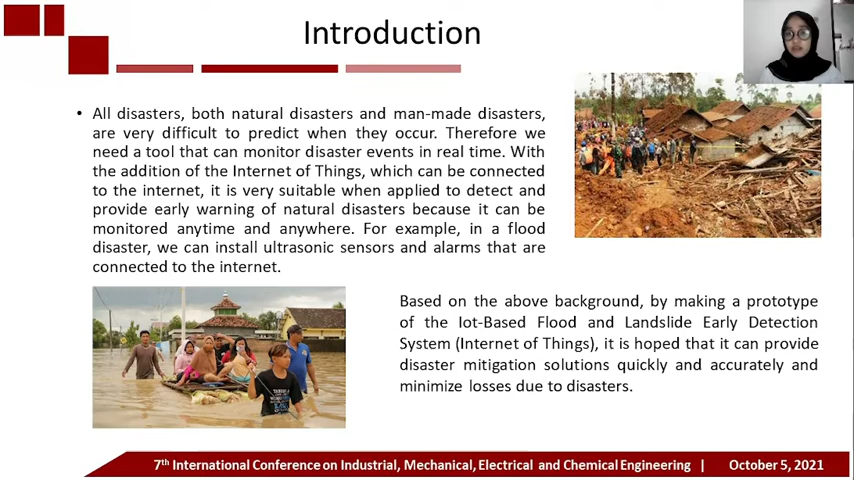 Introduction
• All disasters, both natural disasters and man-made disasters,
are very difficult to predict when they occur. Therefore we
need a tool that can monitor disaster events in real time. With
the addition of the Internet of Things, which can be connected
to the internet, it is very suitable when applied to detect and
provide early warning of natural disasters because it can be
monitored anytime and anywhere. For example, in a flood
disaster, we can install ultrasonic sensors and alarms that are
connected to the internet.
Based on the above background, by making a prototype
of the Iot-Based Flood and Landslide Early Detection
System (Internet of Things), it is hoped that it can provide
disaster mitigation solutions quickly and accurately and
minimize losses due to disasters.
7th International Conference on Industrial, Mechanical, Electrical and Chemical Engineering | October 5, 2021